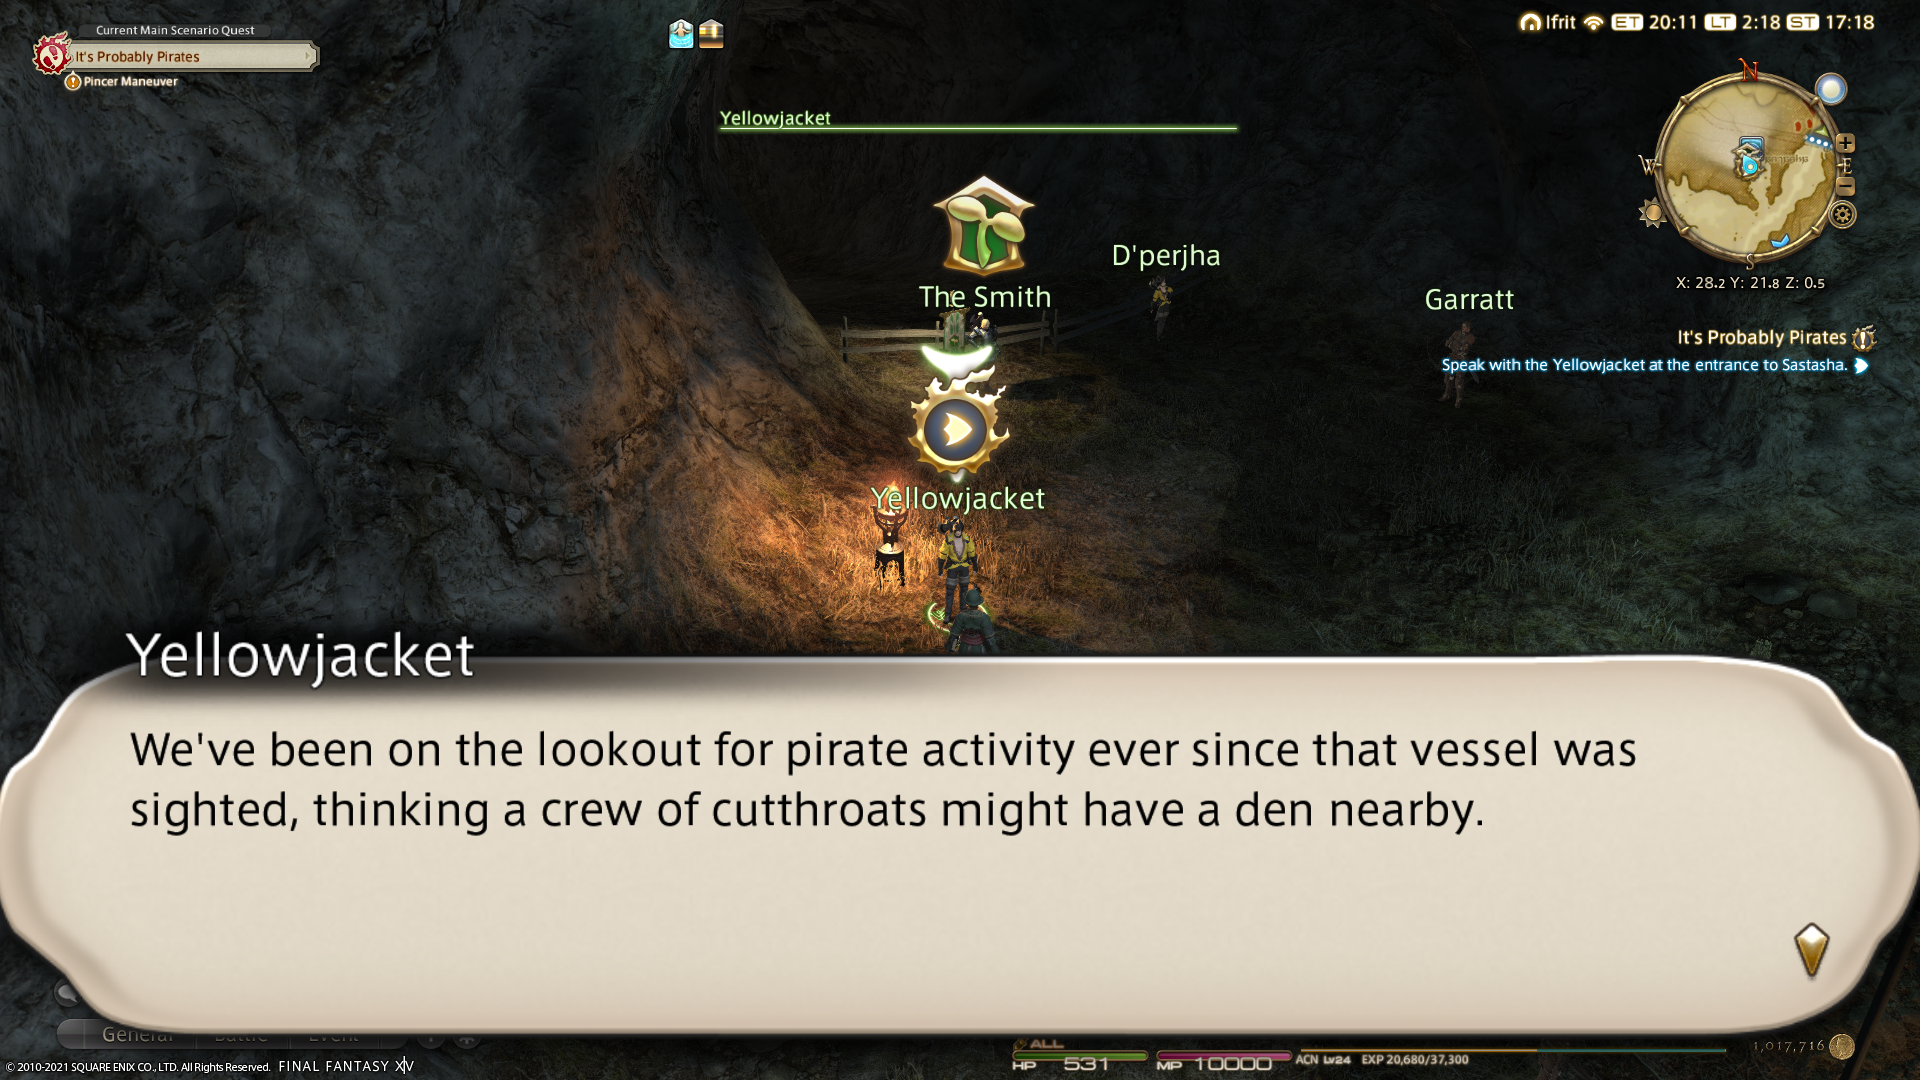 Current Main Scenario Quest
It's Probably Pirates
Pincer Maneuver
Ifrit ET 20:11 LT 2:18 ST 17:18
Yellowjacket
N
W
E
S
X: 28.2 Y: 21.8 Z: 0.5
The Smith
D'perjha
Garratt
It's Probably Pirates
Speak with the Yellowjacket at the entrance to Sastasha.
Yellowjacket
Yellowjacket
We've been on the lookout for pirate activity ever since that vessel was
sighted, thinking a crew of cutthroats might have a den nearby.
General Battle Event
ALL
HP 531 MP 10000 ACN Lv24 EXP 20,680/37,300
1,017,716
© 2010-2021 SQUARE ENIX CO., LTD. All Rights Reserved. FINAL FANTASY XIV